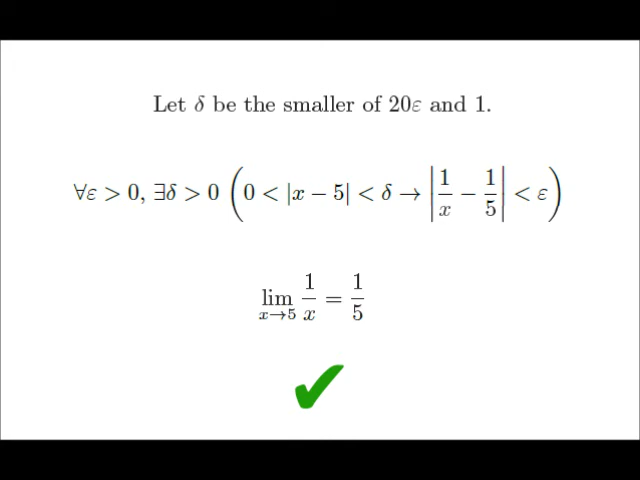 Let δ be the smaller of 20ε and 1.
∀ε > 0, ∃δ > 0 (0 < |x − 5| < δ → |1/x − 1/5| < ε)
lim x→5 1/x = 1/5